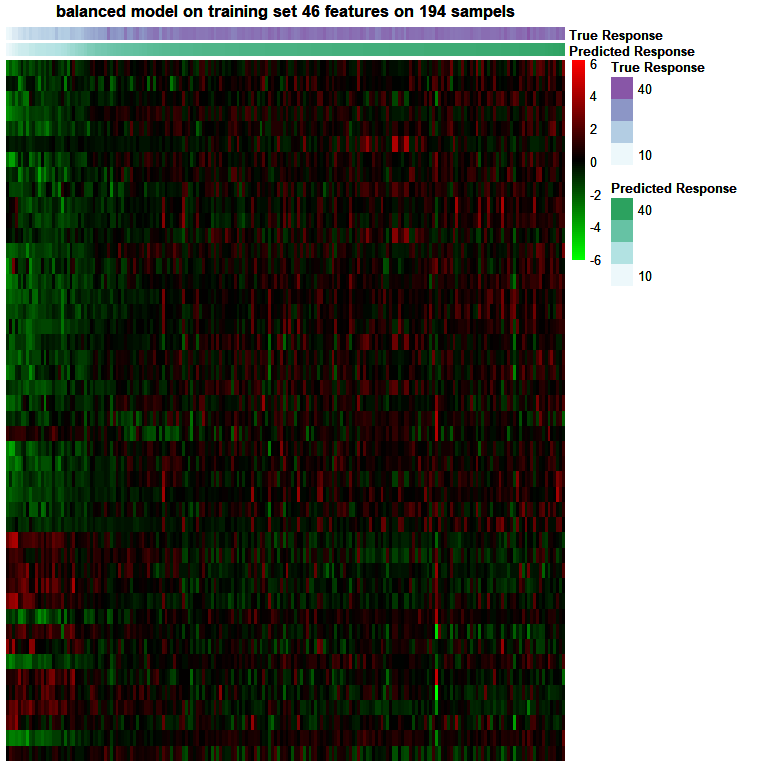 balanced model on training set 46 features on 194 sampels
True Response
Predicted Response
6
4
2
0
-2
-4
-6
True Response
40
10
Predicted Response
40
10